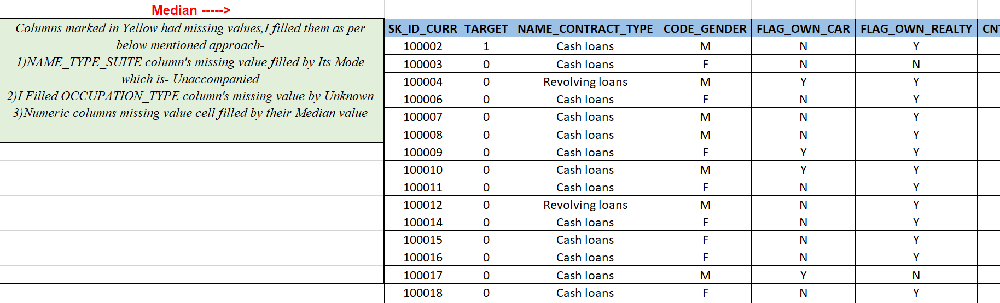 Median ----->
Columns marked in Yellow had missing values,I filled them as per
below mentioned approach-
1)NAME_TYPE_SUITE column's missing value filled by Its Mode
which is- Unaccompanied
2)I Filled OCCUPATION_TYPE column's missing value by Unknown
3)Numeric columns missing value cell filled by their Median value
SK_ID_CURR TARGET NAME_CONTRACT_TYPE CODE_GENDER FLAG_OWN_CAR FLAG_OWN_REALTY
100002 1 Cash loans M N Y
100003 0 Cash loans F N N
100004 0 Revolving loans M Y Y
100006 0 Cash loans F N Y
100007 0 Cash loans M N Y
100008 0 Cash loans M N Y
100009 0 Cash loans F Y Y
100010 0 Cash loans M Y Y
100011 0 Cash loans F N Y
100012 0 Revolving loans M N Y
100014 0 Cash loans F N Y
100015 0 Cash loans F N Y
100016 0 Cash loans F N Y
100017 0 Cash loans M Y N
100018 0 Cash loans F N Y